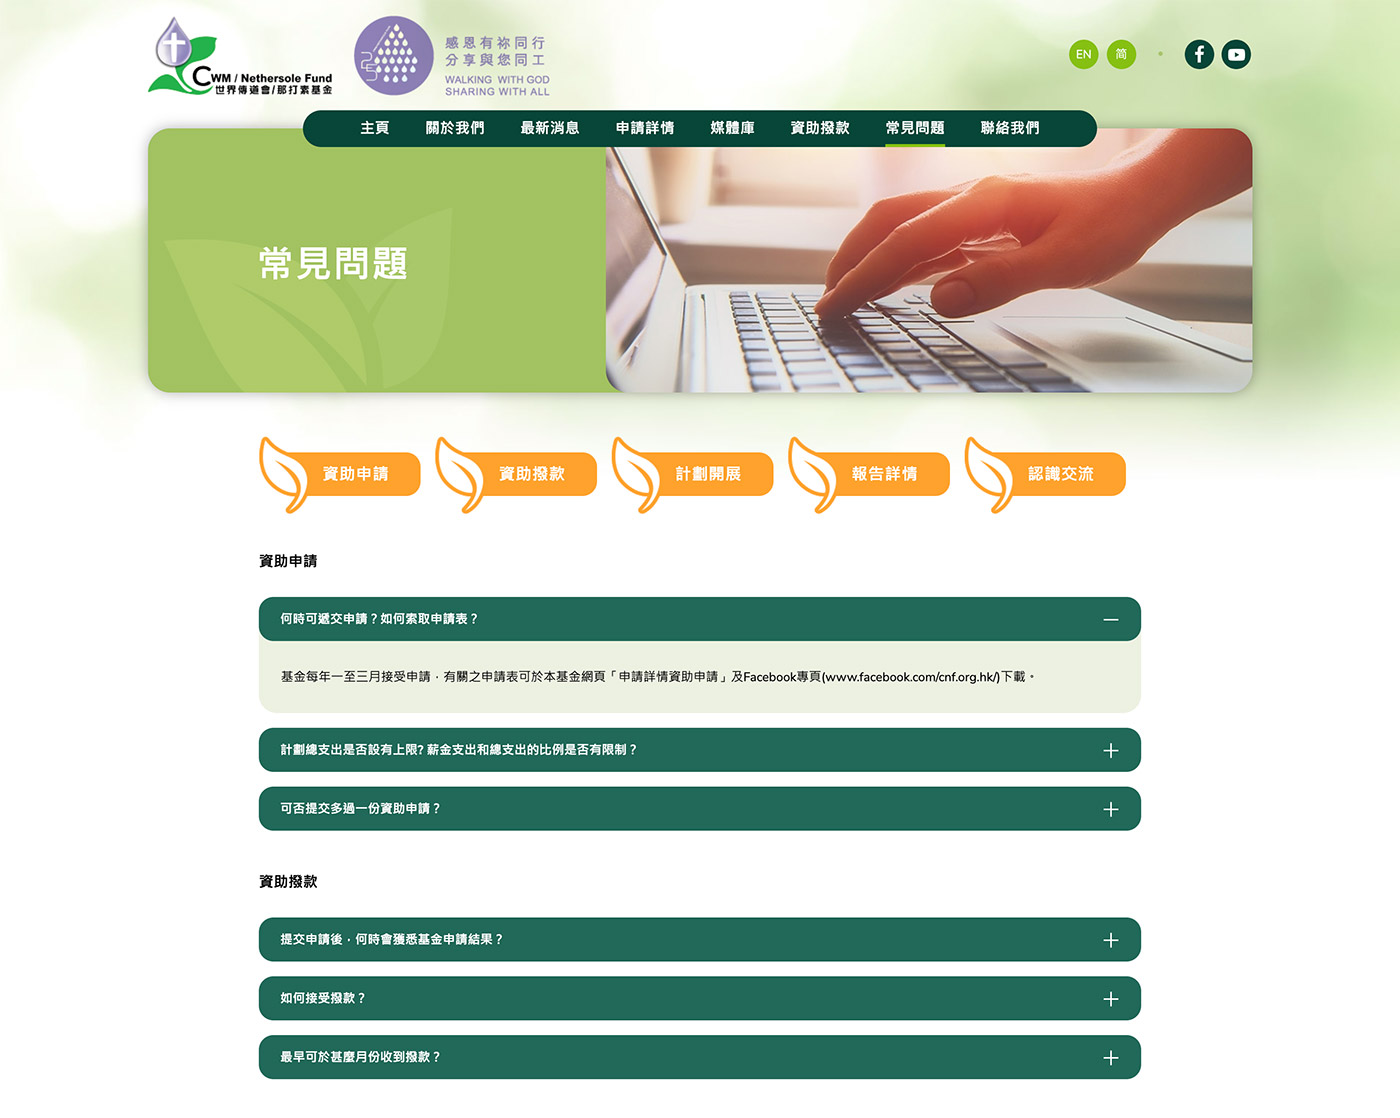 CWM / Nethersole Fund
世界傳道會/那打素基金
感恩有祢同行
分享與您同工
WALKING WITH GOD
SHARING WITH ALL
EN
简
主頁
關於我們
最新消息
申請詳情
媒體庫
資助撥款
常見問題
聯絡我們
常見問題
資助申請
資助撥款
計劃開展
報告詳情
認識交流
資助申請
何時可遞交申請？如何索取申請表？
基金每年一至三月接受申請，有關之申請表可於本基金網頁「申請詳情資助申請」及Facebook專頁(www.facebook.com/cnf.org.hk/)下載。
計劃總支出是否設有上限? 薪金支出和總支出的比例是否有限制？
可否提交多過一份資助申請？
資助撥款
提交申請後，何時會獲悉基金申請結果？
如何接受撥款？
最早可於甚麼月份收到撥款？